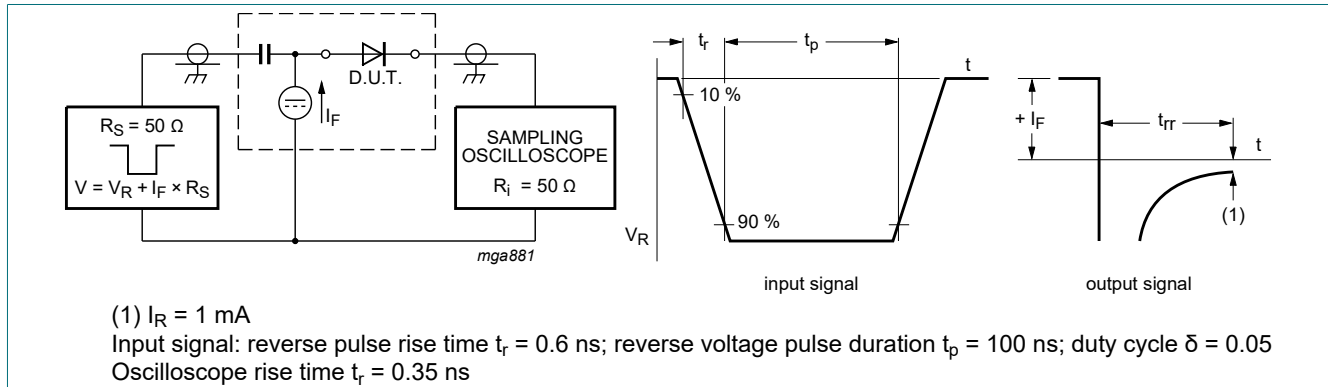 D.U.T.
I_F
R_S = 50 Ω
V = V_R + I_F × R_S
SAMPLING
OSCILLOSCOPE
R_i = 50 Ω
mga881
t_r
t_p
t
10 %
90 %
V_R
input signal
+ I_F
t_rr
t
(1)
output signal
(1) I_R = 1 mA
Input signal: reverse pulse rise time t_r = 0.6 ns; reverse voltage pulse duration t_p = 100 ns; duty cycle δ = 0.05
Oscilloscope rise time t_r = 0.35 ns